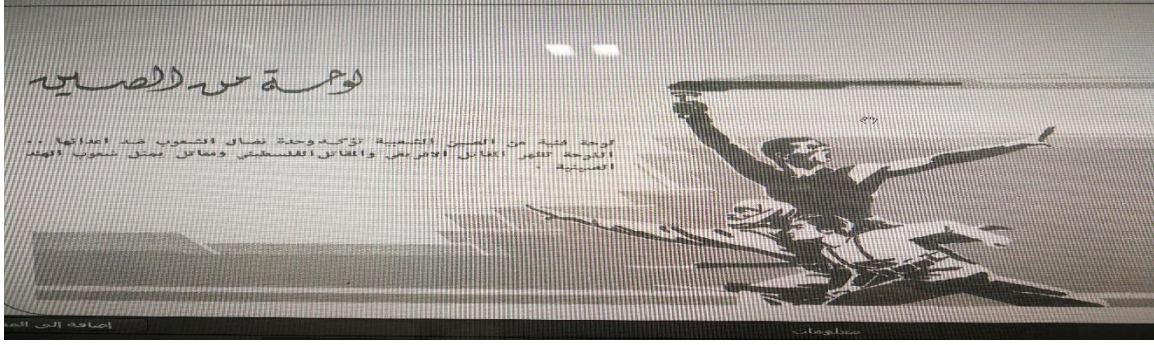 لوحة من الصين
لوحة فنية من الصين الشعبية تؤكد وحدة نضال الشعوب ضد اعدائها ..
اللوحة تظهر المقاتل الافريقي والمقاتل الفلسطيني ومقاتل يمثل شعوب الهند
الصينية .
معلومات
إضافة إلى